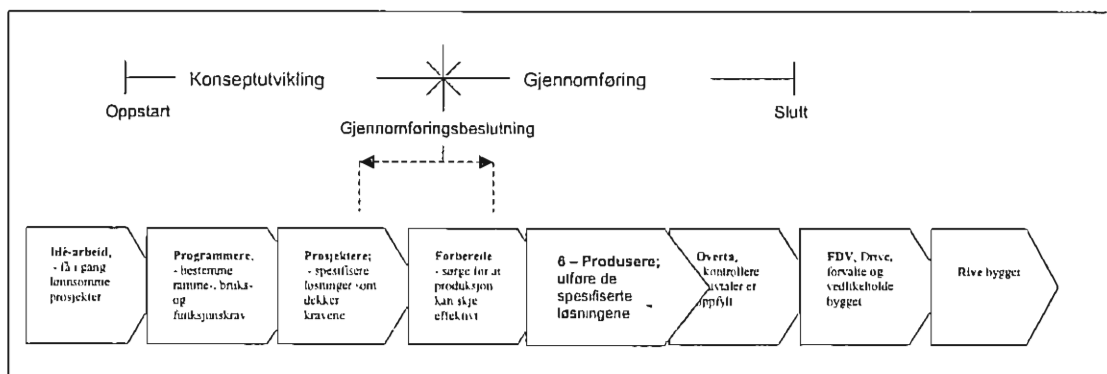 Konseptutvikling
Gjennomføring
Oppstart
Slutt
Gjennomføringsbeslutning
Idé-arbeid,
- få i gang
lønnsomme
prosjekter
Programmere,
- bestemme
ramme-, bruks-
og
funksjonskrav
Prosjektere;
- spesifisere
løsninger som
dekker
kravene
Forberede
- sørge for at
produksjon
kan skje
effektivt
6 – Produsere;
utføre de
spesifiserte
løsningene
Overta,
kontrollere
avtaler er
oppfylt
FDV, Drive,
forvalte og
vedlikeholde
bygget
Rive bygget